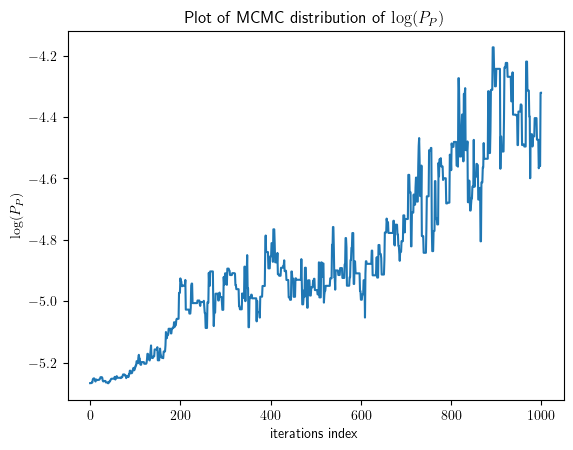 Plot of MCMC distribution of log(P_P)
log(P_P)
−4.2
−4.4
−4.6
−4.8
−5.0
−5.2
0 200 400 600 800 1000
iterations index